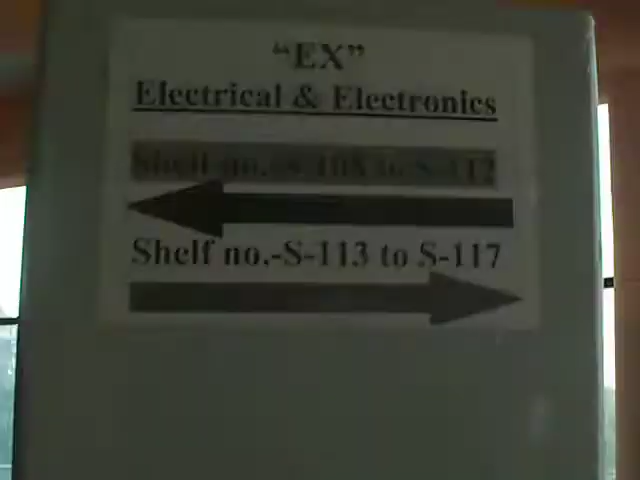 “EX”
Electrical & Electronics
Shelf no.-S-113 to S-117